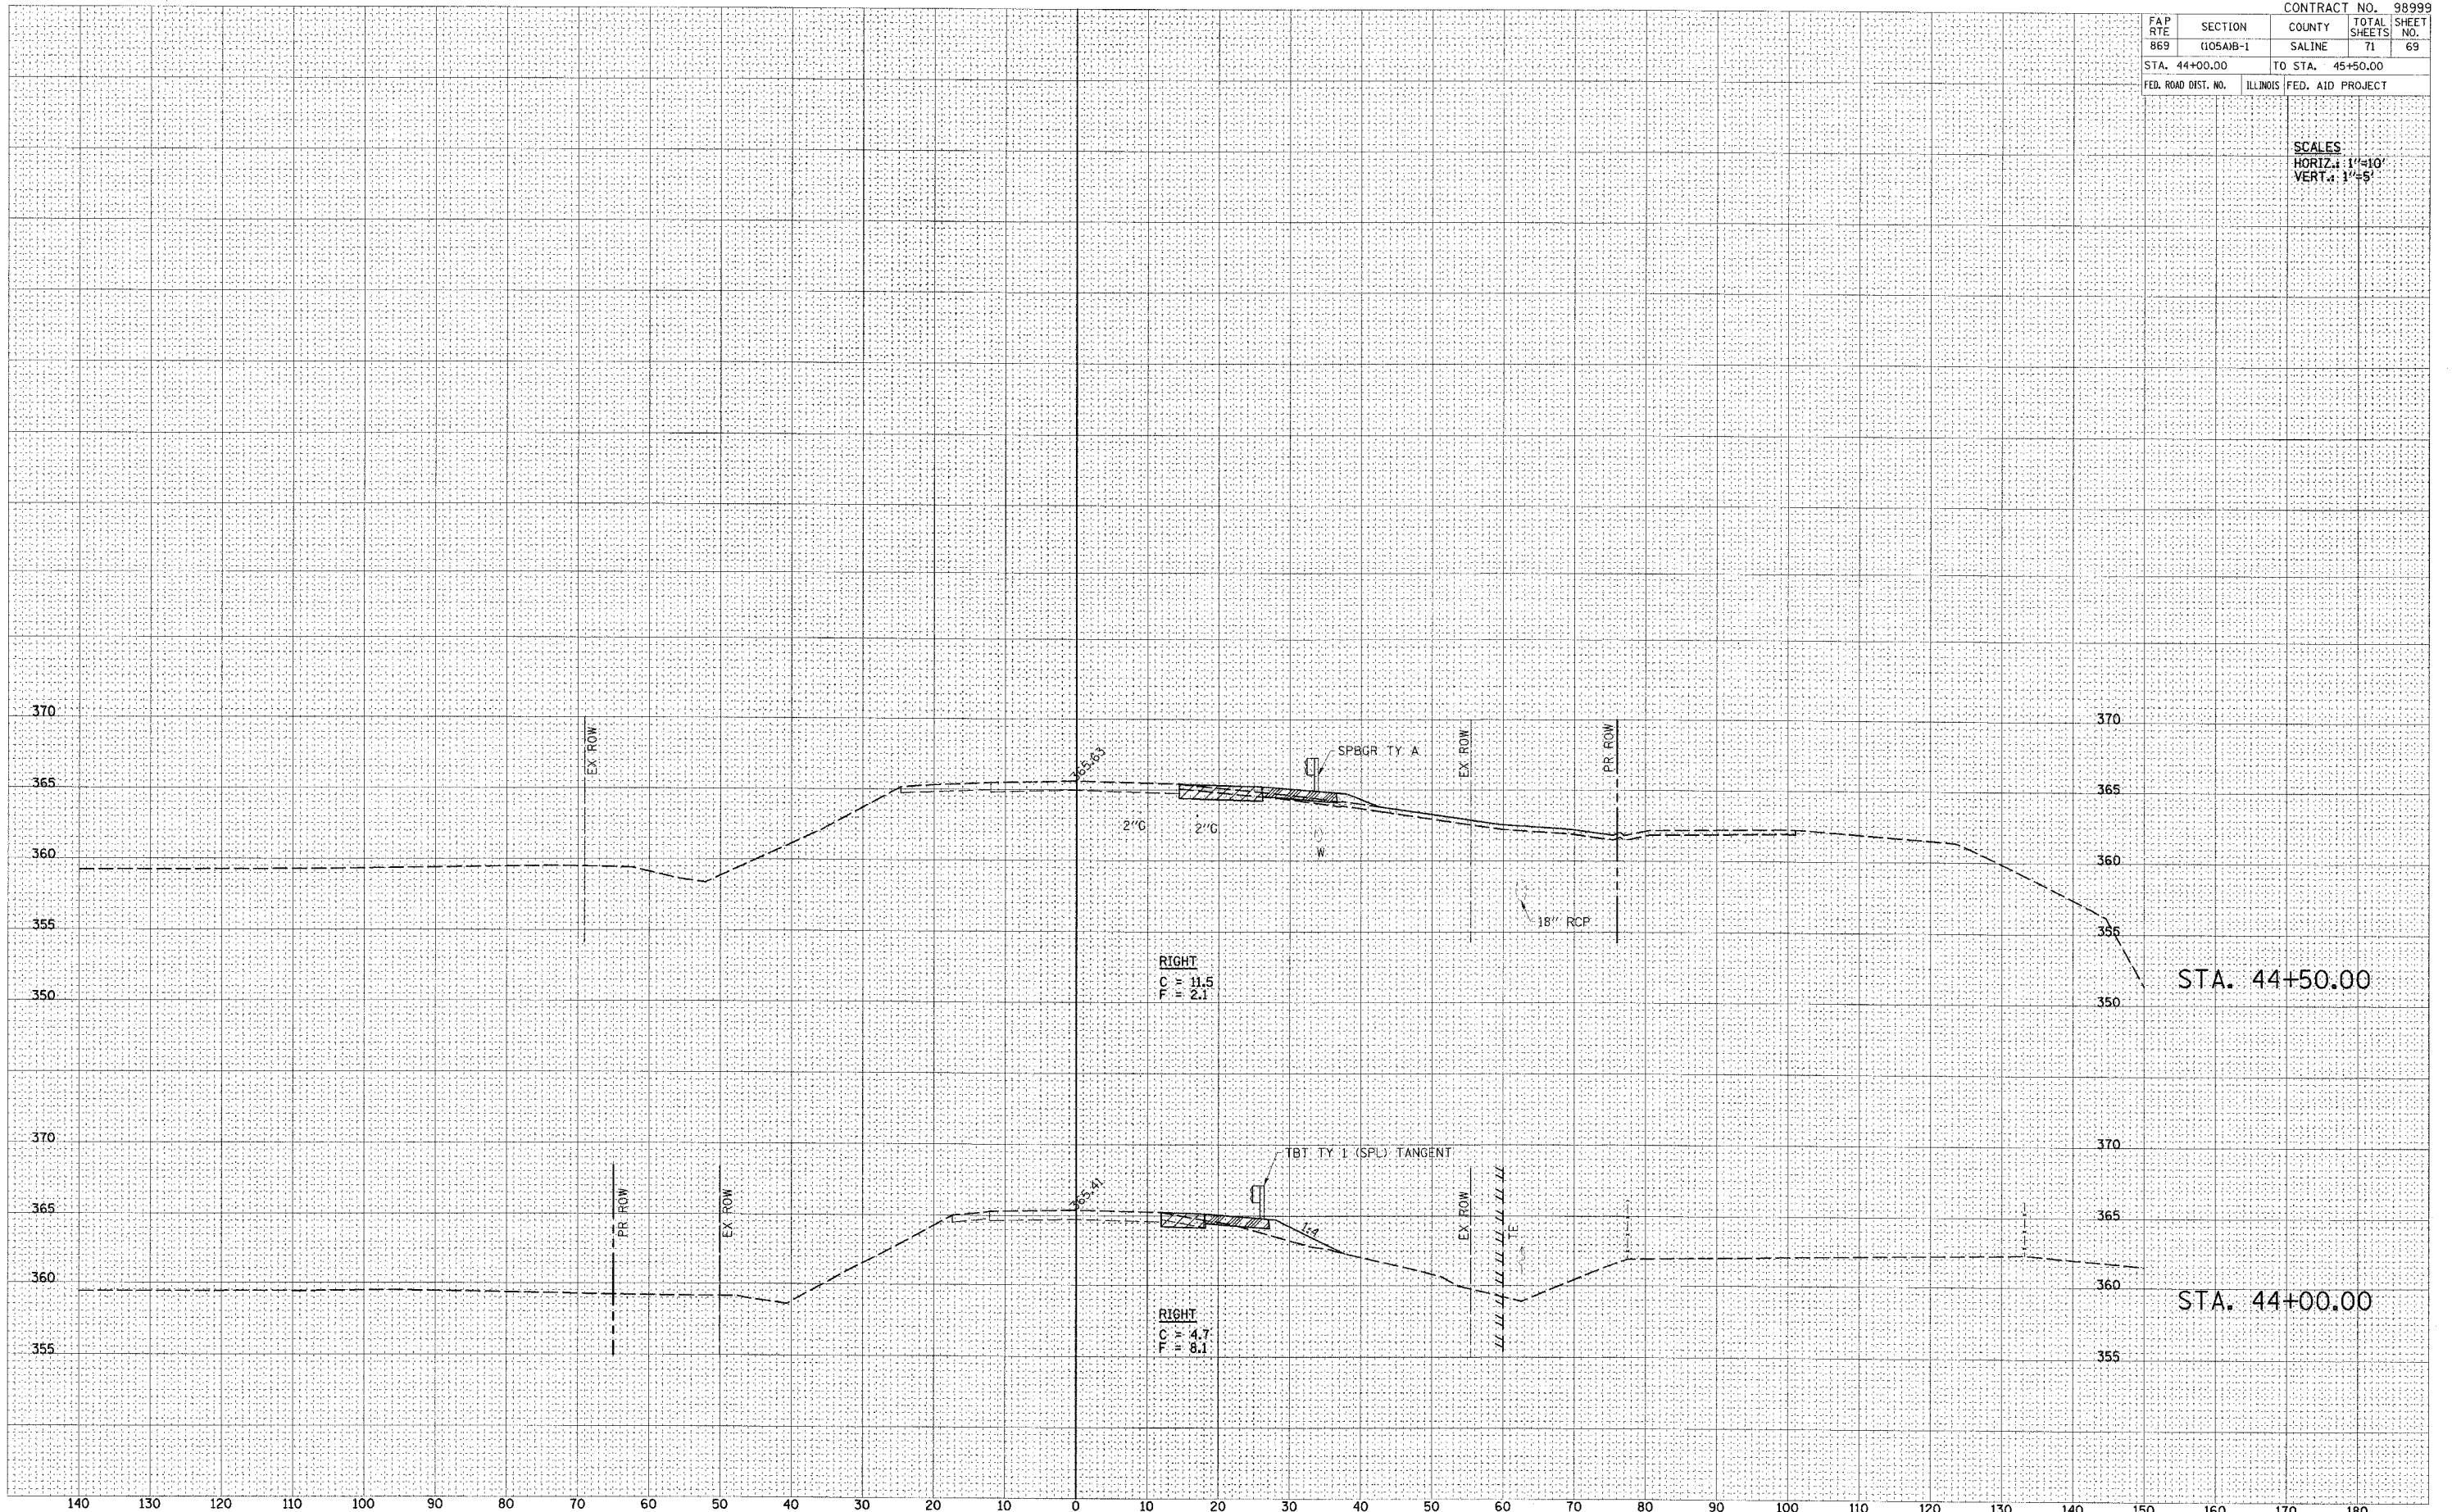 CONTRACT NO. 98999
FAP RTE SECTION COUNTY TOTAL SHEETS SHEET NO.
869 (105A)B-1 SALINE 71 69
STA. 44+00.00 TO STA. 45+50.00
FED. ROAD DIST. NO. ILLINOIS FED. AID PROJECT
SCALES
HORIZ.: 1"=10'
VERT.: 1"=5'
370 370
EX ROW 365.63 SPBGR TY A EX ROW PR ROW
365 365
2"G 2"G
W
360 360
18" RCP
355 355
RIGHT
C = 11.5
F = 2.1
STA. 44+50.00
350 350
370 370
TBT TY 1 (SPL) TANGENT
PR ROW EX ROW 365.41 EX ROW TE
365 365
1:4
360 360
STA. 44+00.00
RIGHT
C = 4.7
F = 8.1
355 355
140 130 120 110 100 90 80 70 60 50 40 30 20 10 0 10 20 30 40 50 60 70 80 90 100 110 120 130 140 150 160 170 180